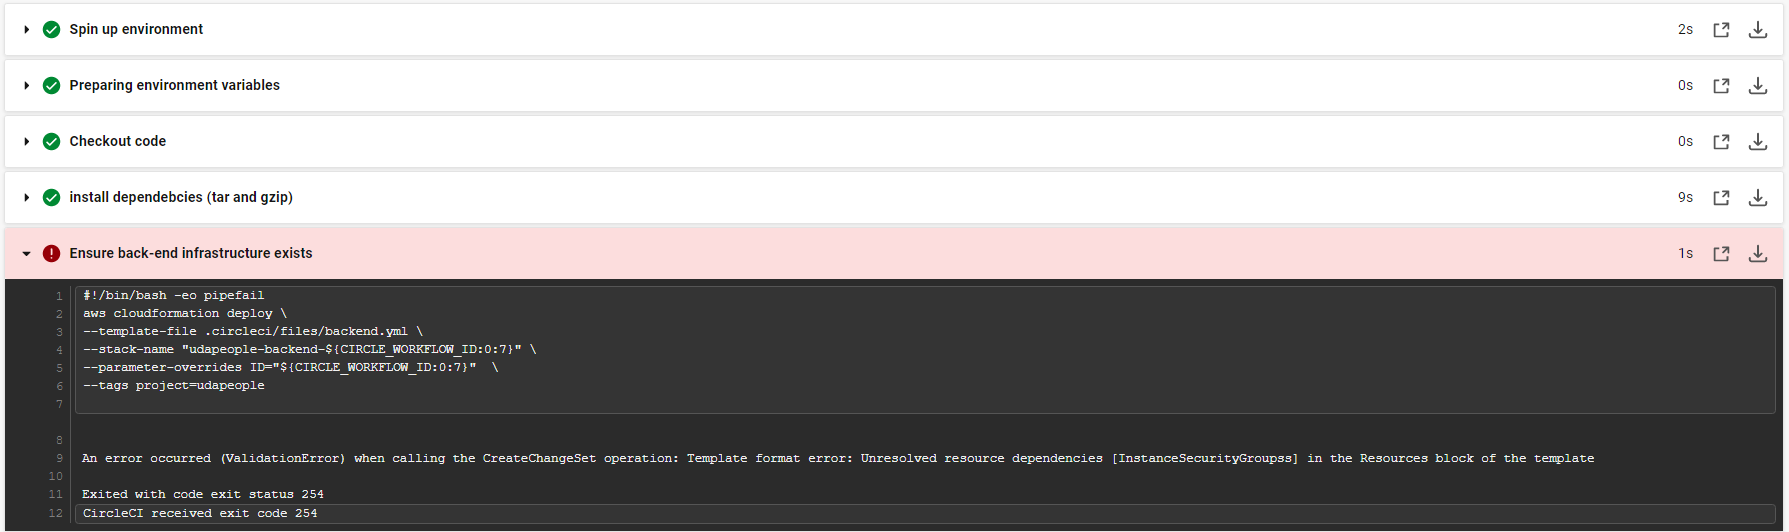 Spin up environment 2s
Preparing environment variables 0s
Checkout code 0s
install dependebcies (tar and gzip) 9s
Ensure back-end infrastructure exists 1s
1 #!/bin/bash -eo pipefail
2 aws cloudformation deploy \
3 --template-file .circleci/files/backend.yml \
4 --stack-name "udapeople-backend-${CIRCLE_WORKFLOW_ID:0:7}" \
5 --parameter-overrides ID="${CIRCLE_WORKFLOW_ID:0:7}"  \
6 --tags project=udapeople
7
8
9 An error occurred (ValidationError) when calling the CreateChangeSet operation: Template format error: Unresolved resource dependencies [InstanceSecurityGroupss] in the Resources block of the template
10
11 Exited with code exit status 254
12 CircleCI received exit code 254